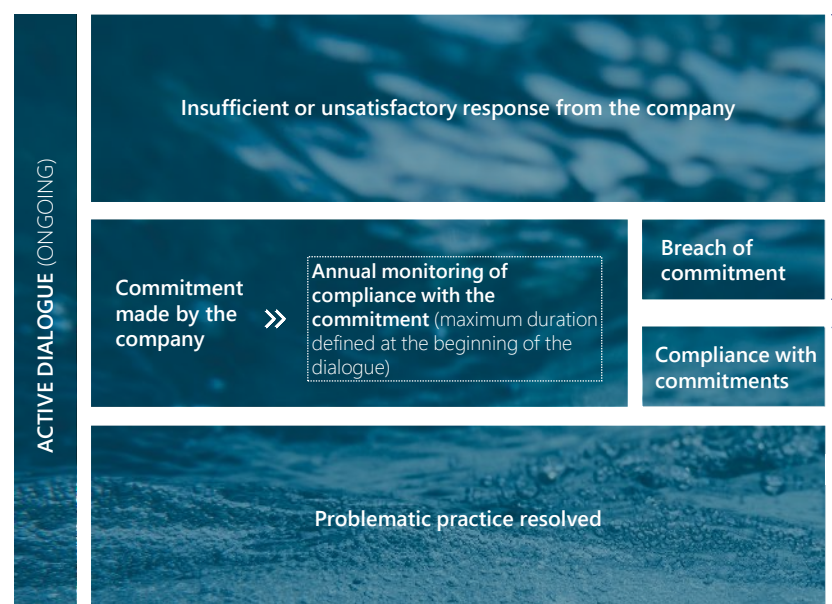 ACTIVE DIALOGUE (ONGOING)
Insufficient or unsatisfactory response from the company
Commitment
made by the
company
Annual monitoring of
compliance with the
commitment (maximum duration
defined at the beginning of the
dialogue)
Breach of
commitment
Compliance with
commitments
Problematic practice resolved